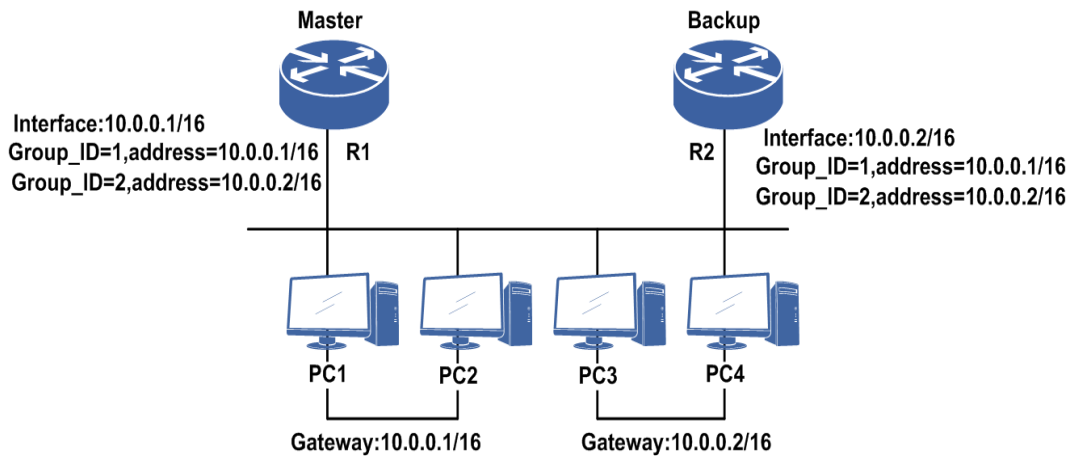 Master
Backup
Interface:10.0.0.1/16
Group_ID=1,address=10.0.0.1/16
Group_ID=2,address=10.0.0.2/16
R1
R2
Interface:10.0.0.2/16
Group_ID=1,address=10.0.0.1/16
Group_ID=2,address=10.0.0.2/16
PC1
PC2
PC3
PC4
Gateway:10.0.0.1/16
Gateway:10.0.0.2/16